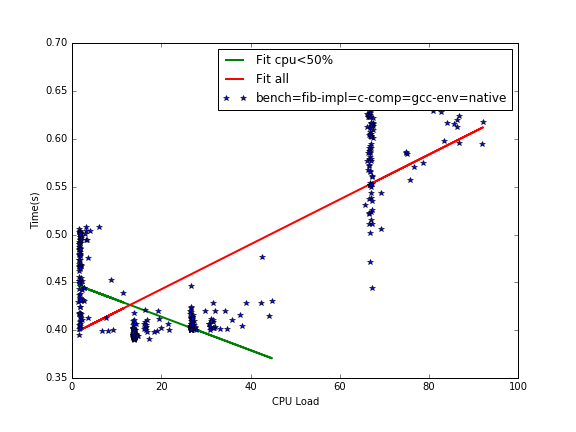 Fit cpu<50%
Fit all
bench=fib-impl=c-comp=gcc-env=native
0.70
0.65
0.60
0.55
0.50
0.45
0.40
0.35
Time(s)
0
20
40
60
80
100
CPU Load